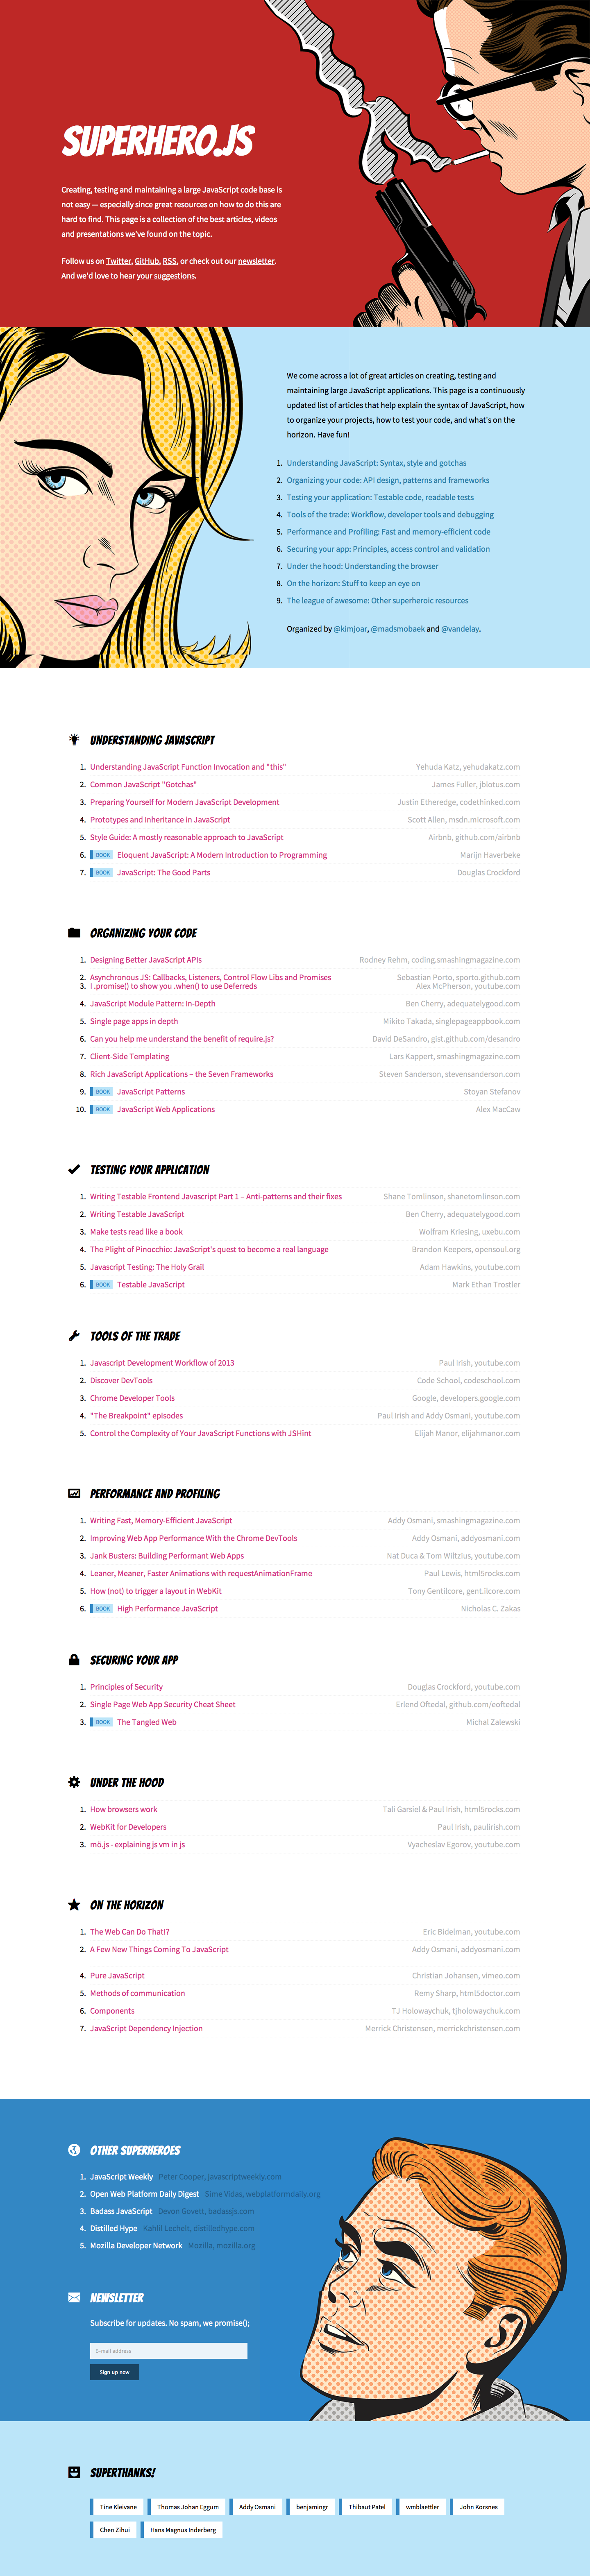 SUPERHERO.JS
Creating, testing and maintaining a large JavaScript code base is
not easy — especially since great resources on how to do this are
hard to find. This page is a collection of the best articles, videos
and presentations we've found on the topic.
Follow us on Twitter, GitHub, RSS, or check out our newsletter.
And we'd love to hear your suggestions.
We come across a lot of great articles on creating, testing and
maintaining large JavaScript applications. This page is a continuously
updated list of articles that help explain the syntax of JavaScript, how
to organize your projects, how to test your code, and what's on the
horizon. Have fun!
1. Understanding JavaScript: Syntax, style and gotchas
2. Organizing your code: API design, patterns and frameworks
3. Testing your application: Testable code, readable tests
4. Tools of the trade: Workflow, developer tools and debugging
5. Performance and Profiling: Fast and memory-efficient code
6. Securing your app: Principles, access control and validation
7. Under the hood: Understanding the browser
8. On the horizon: Stuff to keep an eye on
9. The league of awesome: Other superheroic resources
Organized by @kimjoar, @madsmobaek and @vandelay.
UNDERSTANDING JAVASCRIPT
1. Understanding JavaScript Function Invocation and "this" Yehuda Katz, yehudakatz.com
2. Common JavaScript "Gotchas" James Fuller, jblotus.com
3. Preparing Yourself for Modern JavaScript Development Justin Etheredge, codethinked.com
4. Prototypes and Inheritance in JavaScript Scott Allen, msdn.microsoft.com
5. Style Guide: A mostly reasonable approach to JavaScript Airbnb, github.com/airbnb
6. BOOK Eloquent JavaScript: A Modern Introduction to Programming Marijn Haverbeke
7. BOOK JavaScript: The Good Parts Douglas Crockford
ORGANIZING YOUR CODE
1. Designing Better JavaScript APIs Rodney Rehm, coding.smashingmagazine.com
2. Asynchronous JS: Callbacks, Listeners, Control Flow Libs and Promises Sebastian Porto, sporto.github.com
3. I .promise() to show you .when() to use Deferreds Alex McPherson, youtube.com
4. JavaScript Module Pattern: In-Depth Ben Cherry, adequatelygood.com
5. Single page apps in depth Mikito Takada, singlepageappbook.com
6. Can you help me understand the benefit of require.js? David DeSandro, gist.github.com/desandro
7. Client-Side Templating Lars Kappert, smashingmagazine.com
8. Rich JavaScript Applications – the Seven Frameworks Steven Sanderson, stevensanderson.com
9. BOOK JavaScript Patterns Stoyan Stefanov
10. BOOK JavaScript Web Applications Alex MacCaw
TESTING YOUR APPLICATION
1. Writing Testable Frontend Javascript Part 1 – Anti-patterns and their fixes Shane Tomlinson, shanetomlinson.com
2. Writing Testable JavaScript Ben Cherry, adequatelygood.com
3. Make tests read like a book Wolfram Kriesing, uxebu.com
4. The Plight of Pinocchio: JavaScript's quest to become a real language Brandon Keepers, opensoul.org
5. Javascript Testing: The Holy Grail Adam Hawkins, youtube.com
6. BOOK Testable JavaScript Mark Ethan Trostler
TOOLS OF THE TRADE
1. Javascript Development Workflow of 2013 Paul Irish, youtube.com
2. Discover DevTools Code School, codeschool.com
3. Chrome Developer Tools Google, developers.google.com
4. "The Breakpoint" episodes Paul Irish and Addy Osmani, youtube.com
5. Control the Complexity of Your JavaScript Functions with JSHint Elijah Manor, elijahmanor.com
PERFORMANCE AND PROFILING
1. Writing Fast, Memory-Efficient JavaScript Addy Osmani, smashingmagazine.com
2. Improving Web App Performance With the Chrome DevTools Addy Osmani, addyosmani.com
3. Jank Busters: Building Performant Web Apps Nat Duca & Tom Wiltzius, youtube.com
4. Leaner, Meaner, Faster Animations with requestAnimationFrame Paul Lewis, html5rocks.com
5. How (not) to trigger a layout in WebKit Tony Gentilcore, gent.ilcore.com
6. BOOK High Performance JavaScript Nicholas C. Zakas
SECURING YOUR APP
1. Principles of Security Douglas Crockford, youtube.com
2. Single Page Web App Security Cheat Sheet Erlend Oftedal, github.com/eoftedal
3. BOOK The Tangled Web Michal Zalewski
UNDER THE HOOD
1. How browsers work Tali Garsiel & Paul Irish, html5rocks.com
2. WebKit for Developers Paul Irish, paulirish.com
3. mö.js - explaining js vm in js Vyacheslav Egorov, youtube.com
ON THE HORIZON
1. The Web Can Do That!? Eric Bidelman, youtube.com
2. A Few New Things Coming To JavaScript Addy Osmani, addyosmani.com
4. Pure JavaScript Christian Johansen, vimeo.com
5. Methods of communication Remy Sharp, html5doctor.com
6. Components TJ Holowaychuk, tjholowaychuk.com
7. JavaScript Dependency Injection Merrick Christensen, merrickchristensen.com
OTHER SUPERHEROES
1. JavaScript Weekly Peter Cooper, javascriptweekly.com
2. Open Web Platform Daily Digest Sime Vidas, webplatformdaily.org
3. Badass JavaScript Devon Govett, badassjs.com
4. Distilled Hype Kahlil Lechelt, distilledhype.com
5. Mozilla Developer Network Mozilla, mozilla.org
NEWSLETTER
Subscribe for updates. No spam, we promise();
E-mail address
Sign up now
SUPERTHANKS!
Tine Kleivane Thomas Johan Eggum Addy Osmani benjamingr Thibaut Patel wmblaettler John Korsnes
Chen Zihui Hans Magnus Inderberg